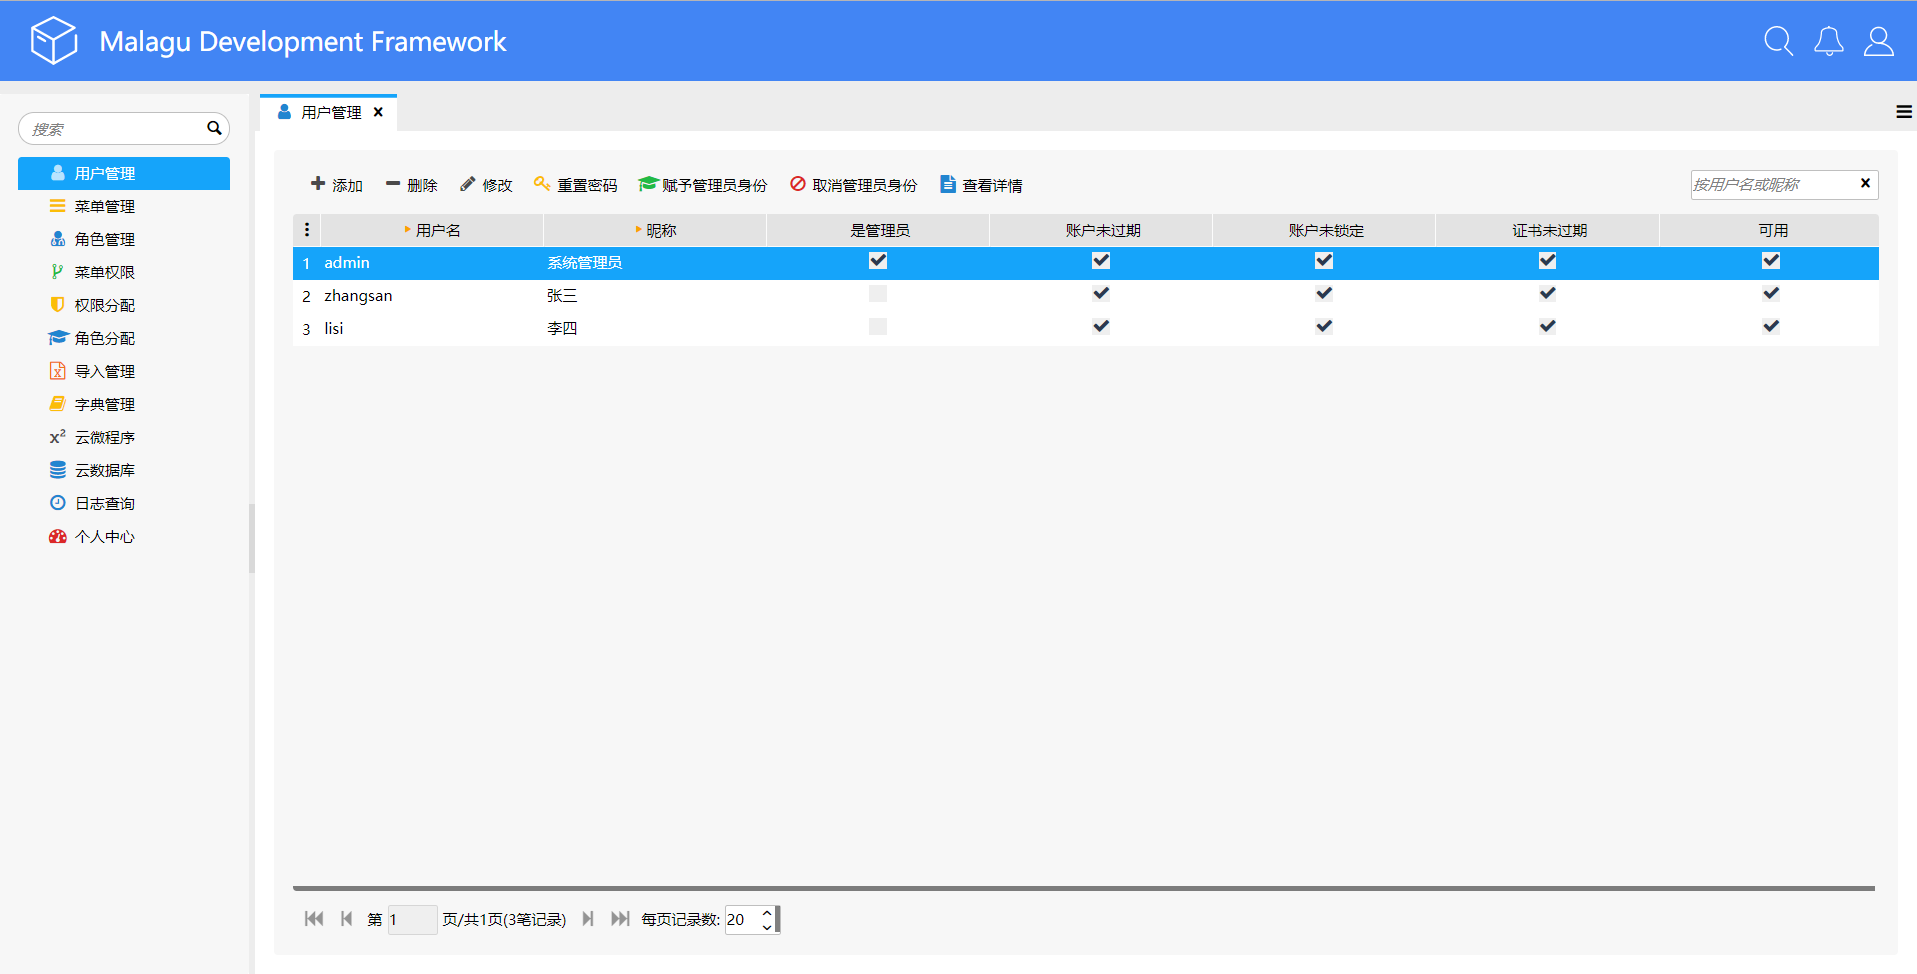 Malagu Development Framework
搜索
用户管理
菜单管理
角色管理
菜单权限
权限分配
角色分配
导入管理
字典管理
x² 云微程序
云数据库
日志查询
个人中心
用户管理
添加 删除 修改 重置密码 赋予管理员身份 取消管理员身份 查看详情 按用户名或昵称
用户名 昵称 是管理员 账户未过期 账户未锁定 证书未过期 可用
1 admin 系统管理员
2 zhangsan 张三
3 lisi 李四
第 1 页/共1页(3笔记录) 每页记录数: 20